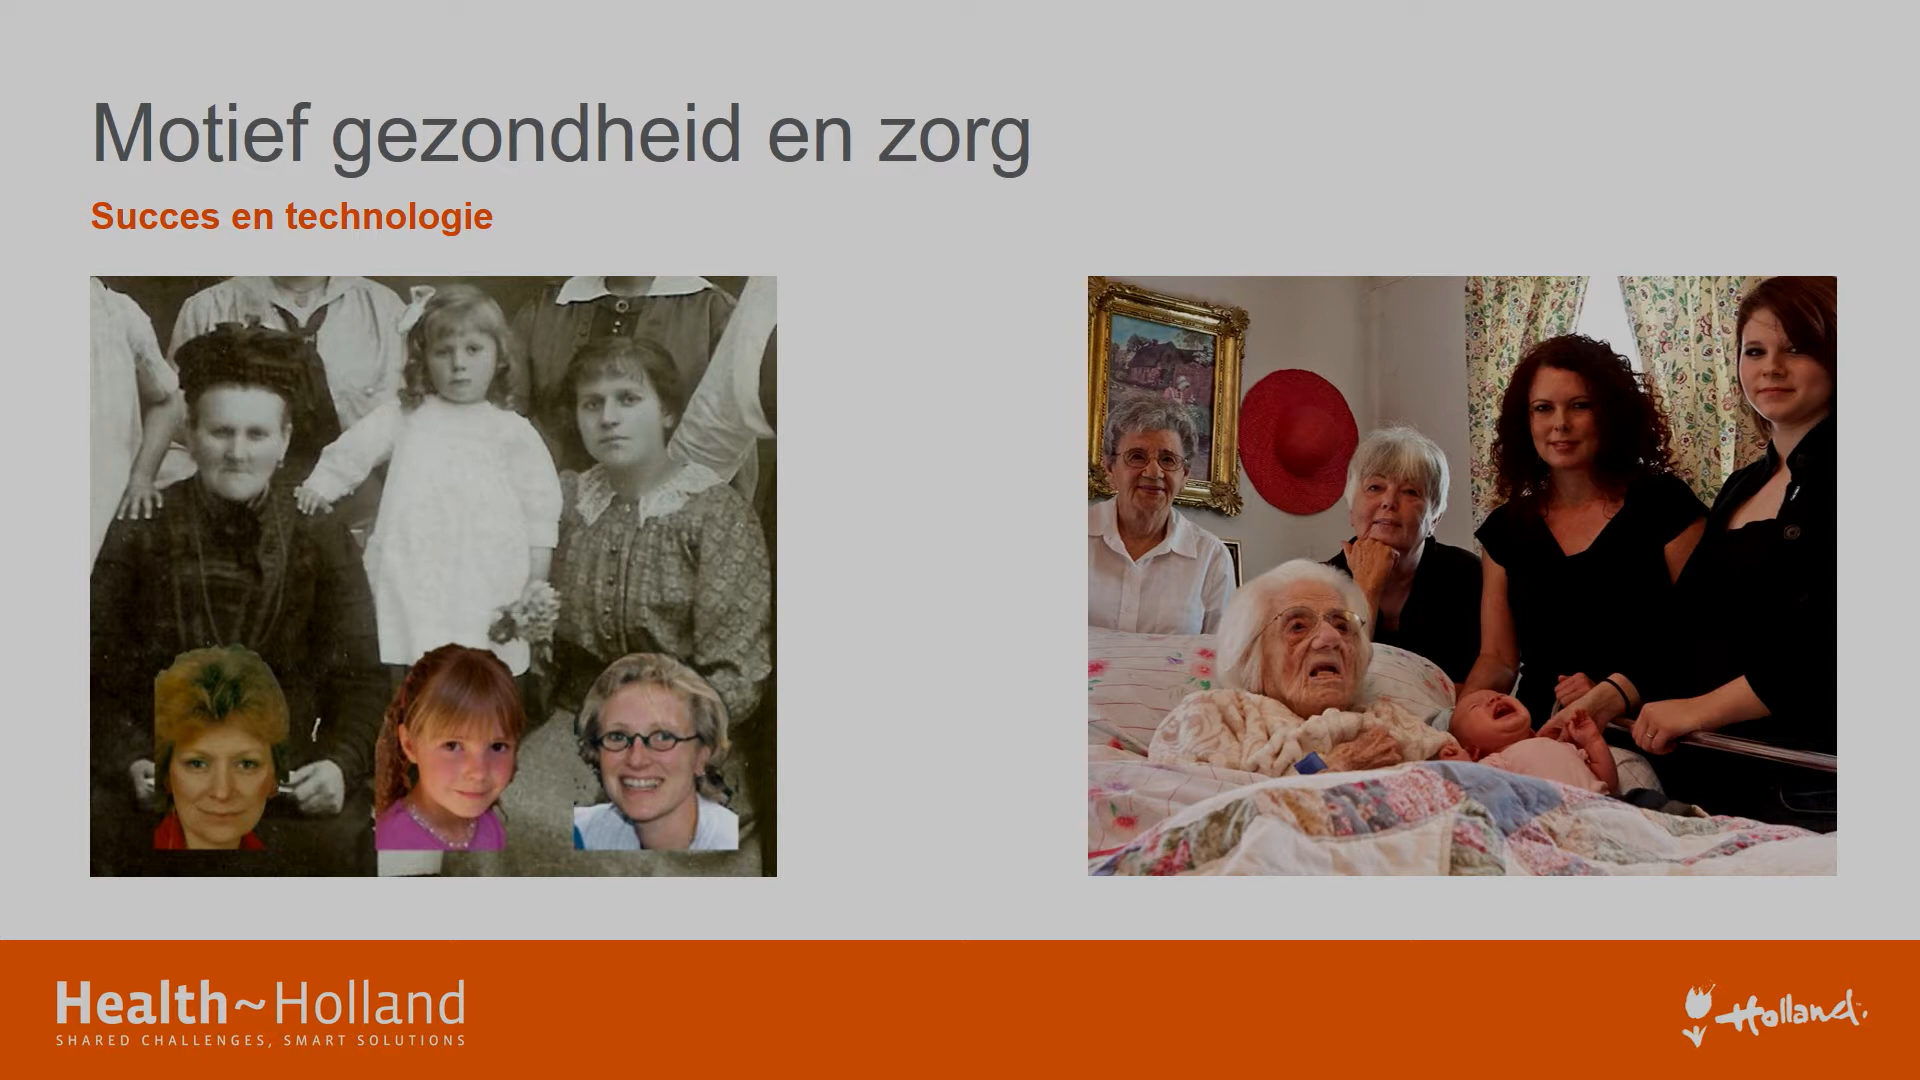 Motief gezondheid en zorg
Succes en technologie
Health~Holland
SHARED CHALLENGES, SMART SOLUTIONS
Holland.